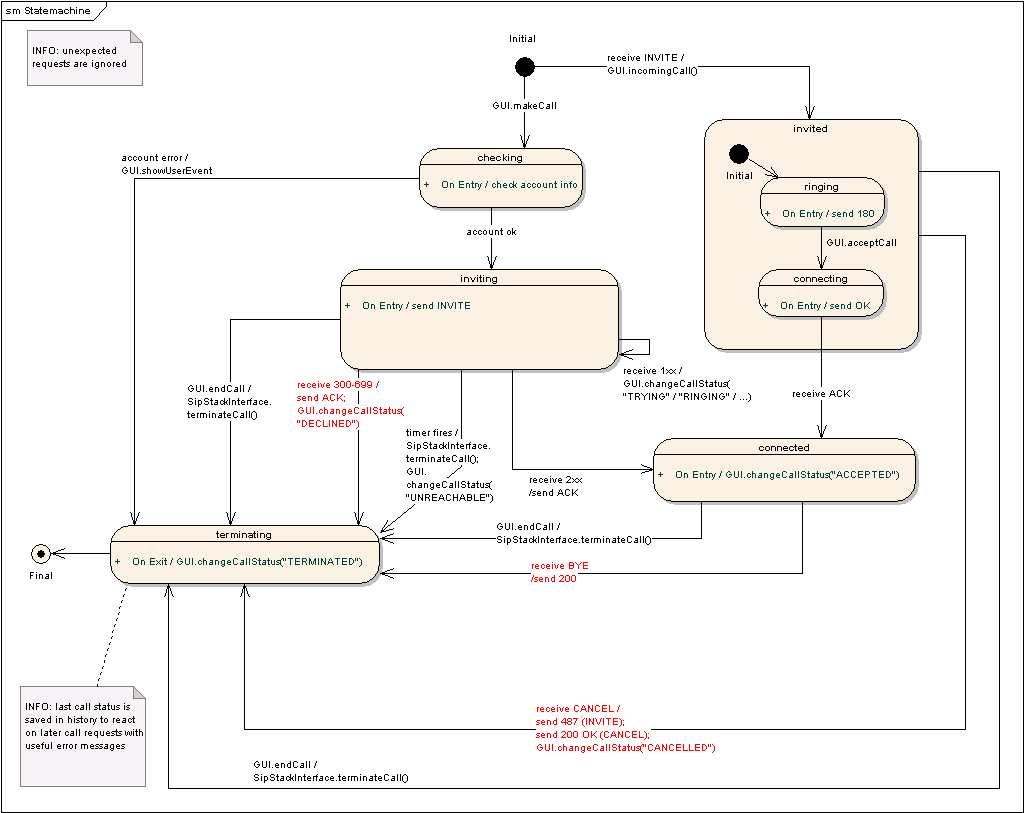 sm Statemachine
INFO: unexpected
requests are ignored
Initial
receive INVITE /
GUI.incomingCall()
GUI.makeCall
invited
Initial
ringing
+ On Entry / send 180
GUI.acceptCall
connecting
+ On Entry / send OK
account error /
GUI.showUserEvent
checking
+ On Entry / check account info
account ok
inviting
+ On Entry / send INVITE
receive 1xx /
GUI.changeCallStatus(
"TRYING" / "RINGING" / ...)
receive ACK
GUI.endCall /
SipStackInterface.
terminateCall()
receive 300-699 /
send ACK;
GUI.changeCallStatus(
"DECLINED")
timer fires /
SipStackInterface.
terminateCall();
GUI.
changeCallStatus(
"UNREACHABLE")
receive 2xx
/send ACK
connected
+ On Entry / GUI.changeCallStatus("ACCEPTED")
GUI.endCall /
SipStackInterface.terminateCall()
receive BYE
/send 200
terminating
+ On Exit / GUI.changeCallStatus("TERMINATED")
Final
INFO: last call status is
saved in history to react
on later call requests with
useful error messages
receive CANCEL /
send 487 (INVITE);
send 200 OK (CANCEL);
GUI.changeCallStatus("CANCELLED")
GUI.endCall /
SipStackInterface.terminateCall()